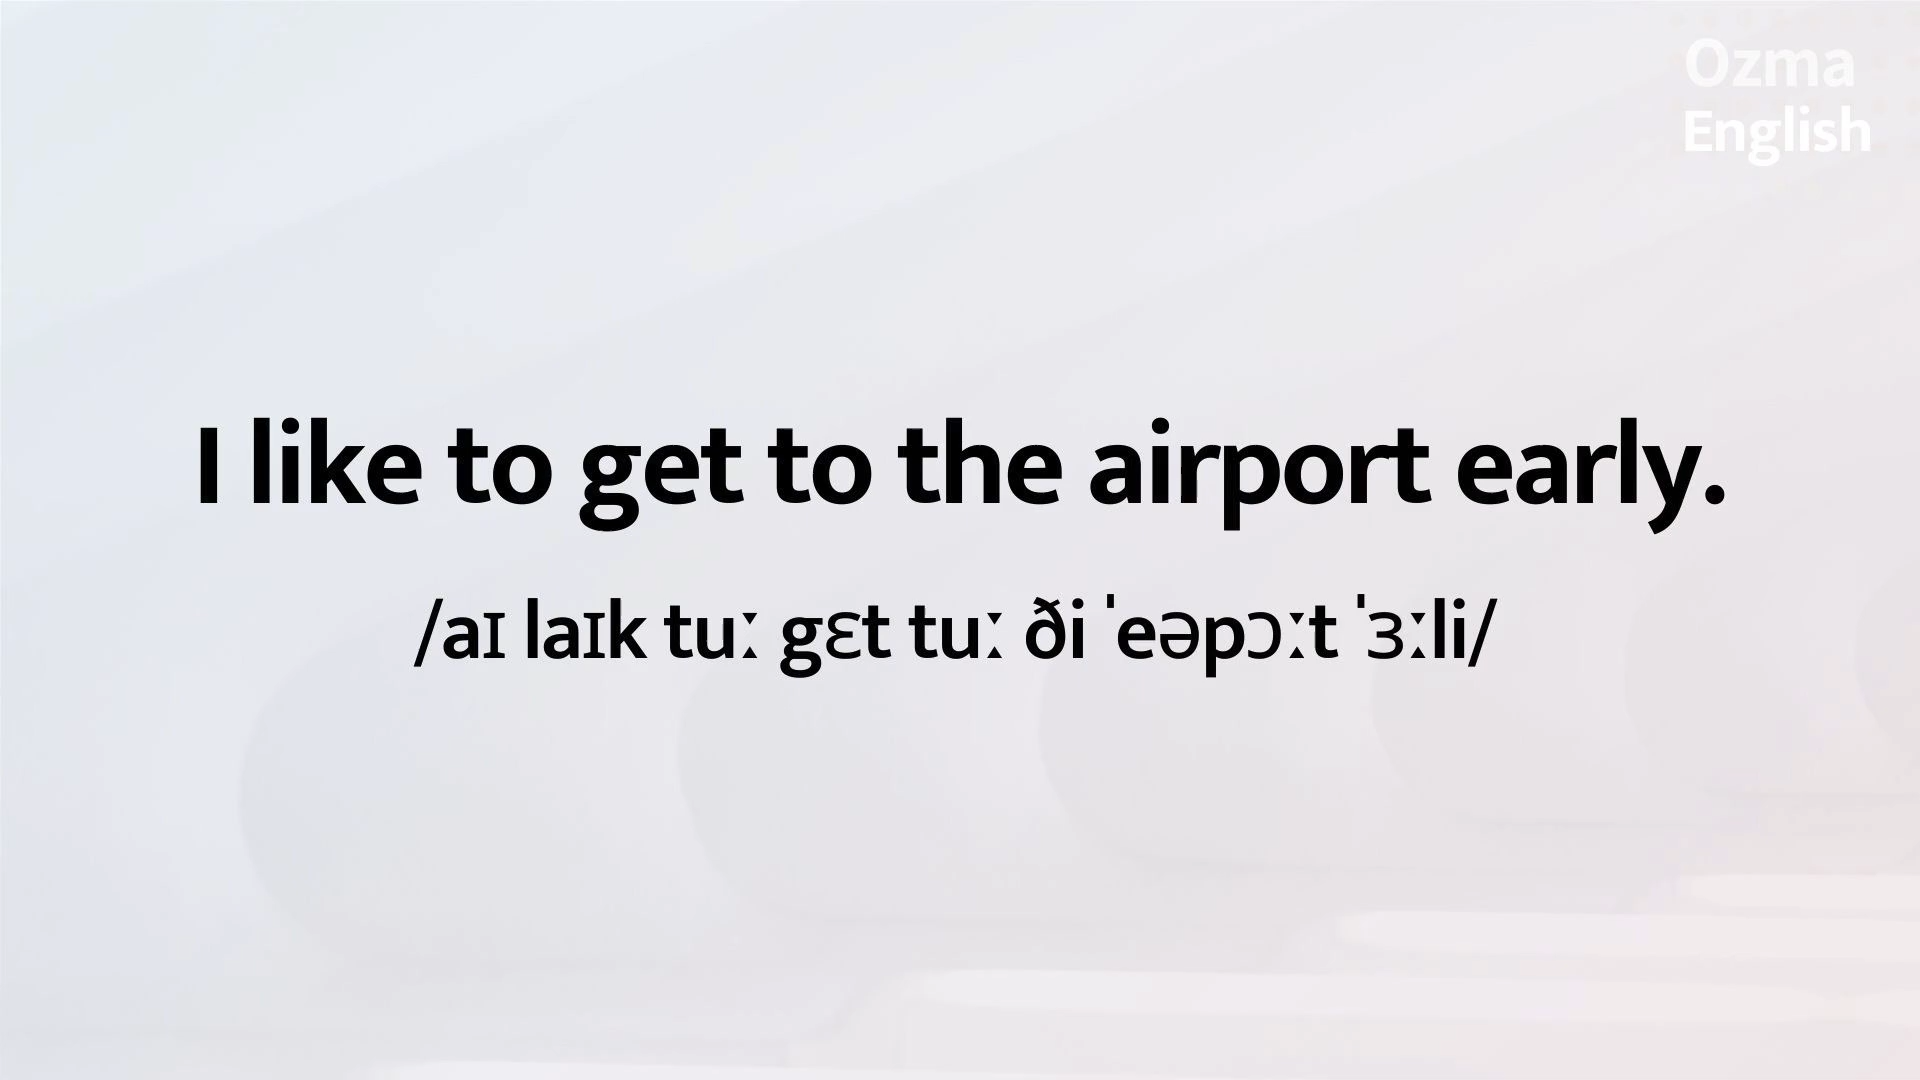 Ozma
English
I like to get to the airport early.
/aɪ laɪk tuː gɛt tuː ði ˈeəpɔːt ˈɜːli/